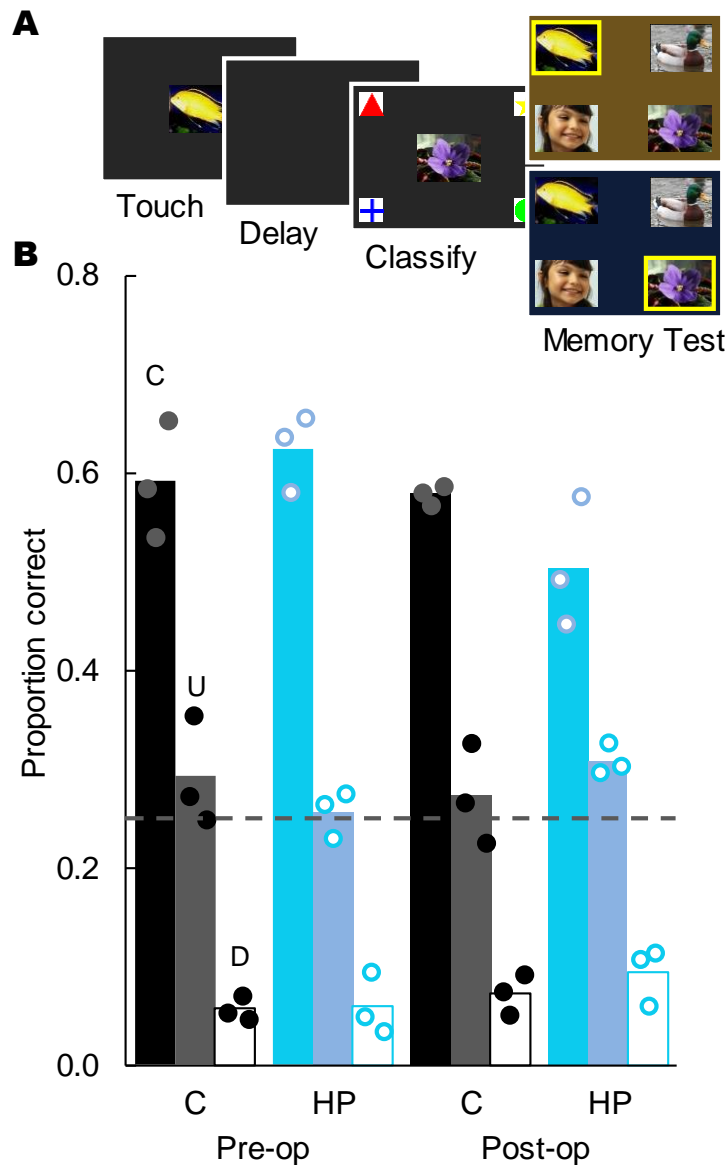 A
Touch
Delay
Classify
Memory Test
B
0.8
0.6
0.4
0.2
0.0
Proportion correct
C
U
D
C
HP
C
HP
Pre-op
Post-op